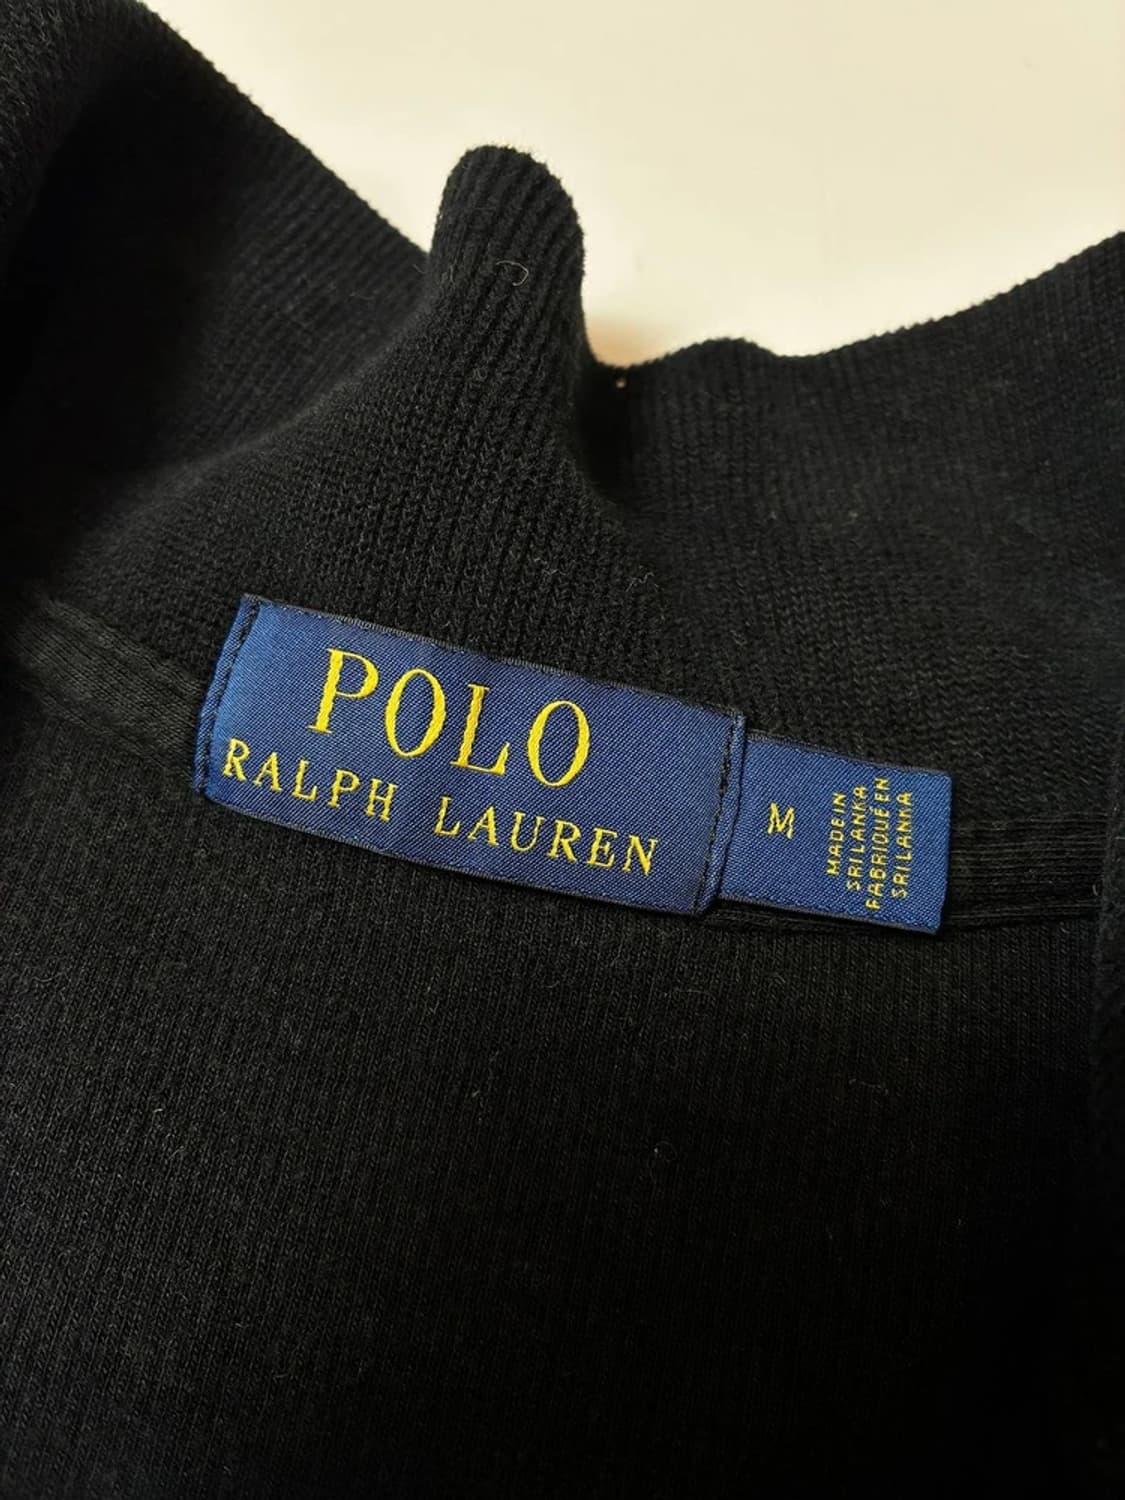 POLO
RALPH LAUREN
M
MADE IN
SRI LANKA
FABRIQUÉ EN
SRI LANKA